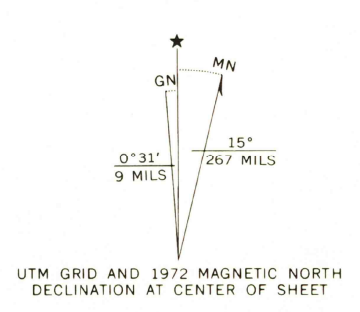 ★
GN
MN
0°31′
9 MILS
15°
267 MILS
UTM GRID AND 1972 MAGNETIC NORTH
DECLINATION AT CENTER OF SHEET